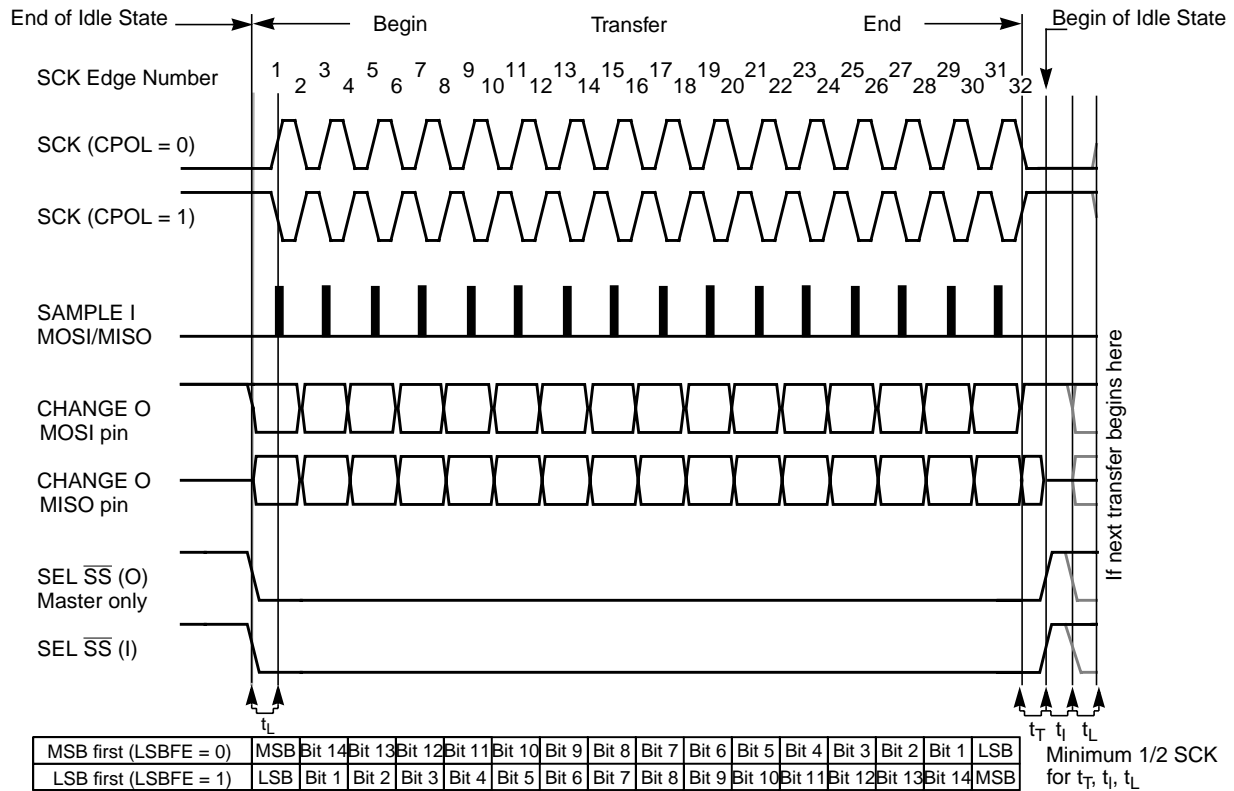 End of Idle State
Begin
Transfer
End
Begin of Idle State
SCK Edge Number
1 2 3 4 5 6 7 8 9 10 11 12 13 14 15 16 17 18 19 20 21 22 23 24 25 26 27 28 29 30 31 32
SCK (CPOL = 0)
SCK (CPOL = 1)
SAMPLE I
MOSI/MISO
CHANGE O
MOSI pin
CHANGE O
MISO pin
SEL S̅S̅ (O)
Master only
SEL S̅S̅ (I)
If next transfer begins here
tL
tT tI tL
MSB first (LSBFE = 0) MSB Bit 14 Bit 13 Bit 12 Bit 11 Bit 10 Bit 9 Bit 8 Bit 7 Bit 6 Bit 5 Bit 4 Bit 3 Bit 2 Bit 1 LSB
LSB first (LSBFE = 1) LSB Bit 1 Bit 2 Bit 3 Bit 4 Bit 5 Bit 6 Bit 7 Bit 8 Bit 9 Bit 10 Bit 11 Bit 12 Bit 13 Bit 14 MSB
Minimum 1/2 SCK
for tT, tI, tL